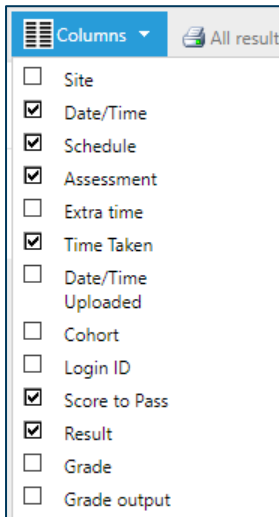 Columns All result
Site
Date/Time
Schedule
Assessment
Extra time
Time Taken
Date/Time
Uploaded
Cohort
Login ID
Score to Pass
Result
Grade
Grade output